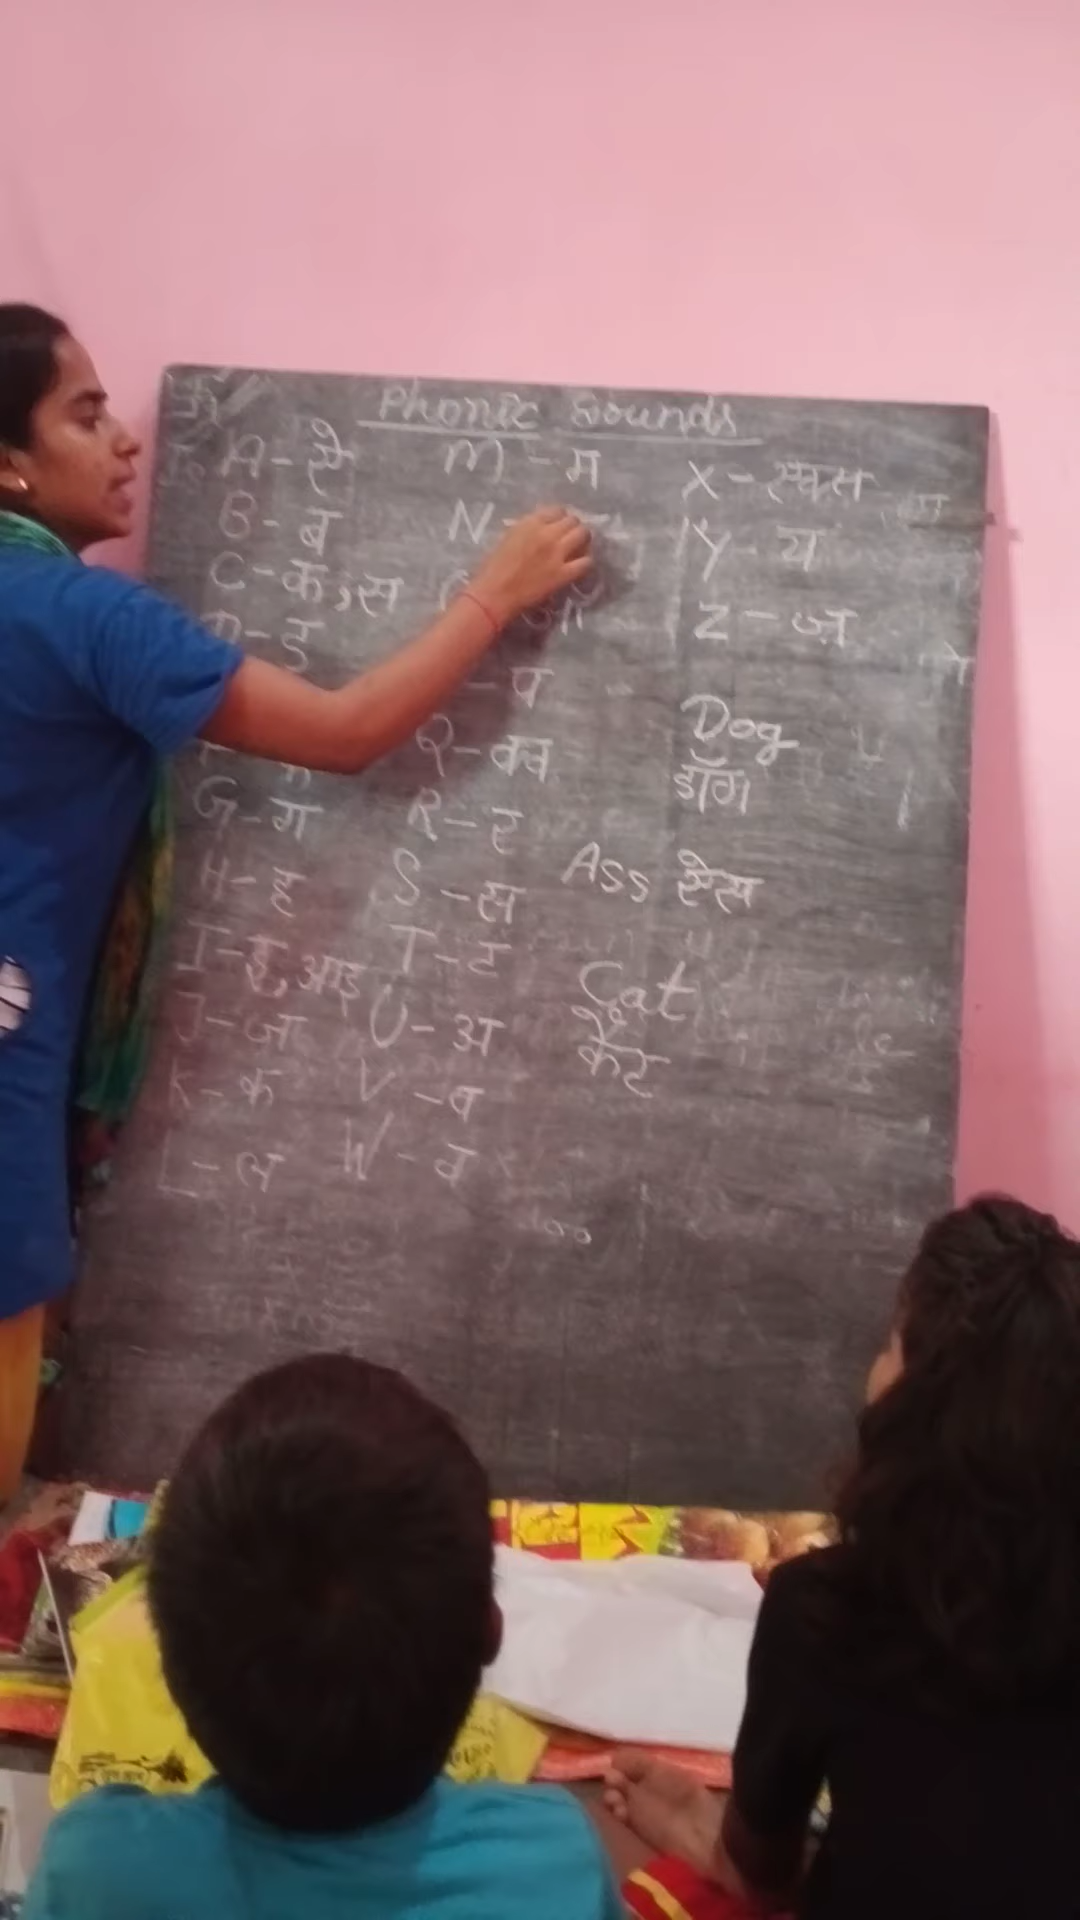 Phonic Sounds
A - ऐ
B - ब
C - क, स
D - ड
G - ग
H - ह
I - इ, आइ
J - ज
K - क
L - ल
M - म
N -
ऑ
- प
Q - क्व
R - र
S - स
T - ट
U - अ
V - व
W - व
X - क्स
Y - य
Z - ज़
Dog
डॉग
Ass ऐस
Cat
कैट